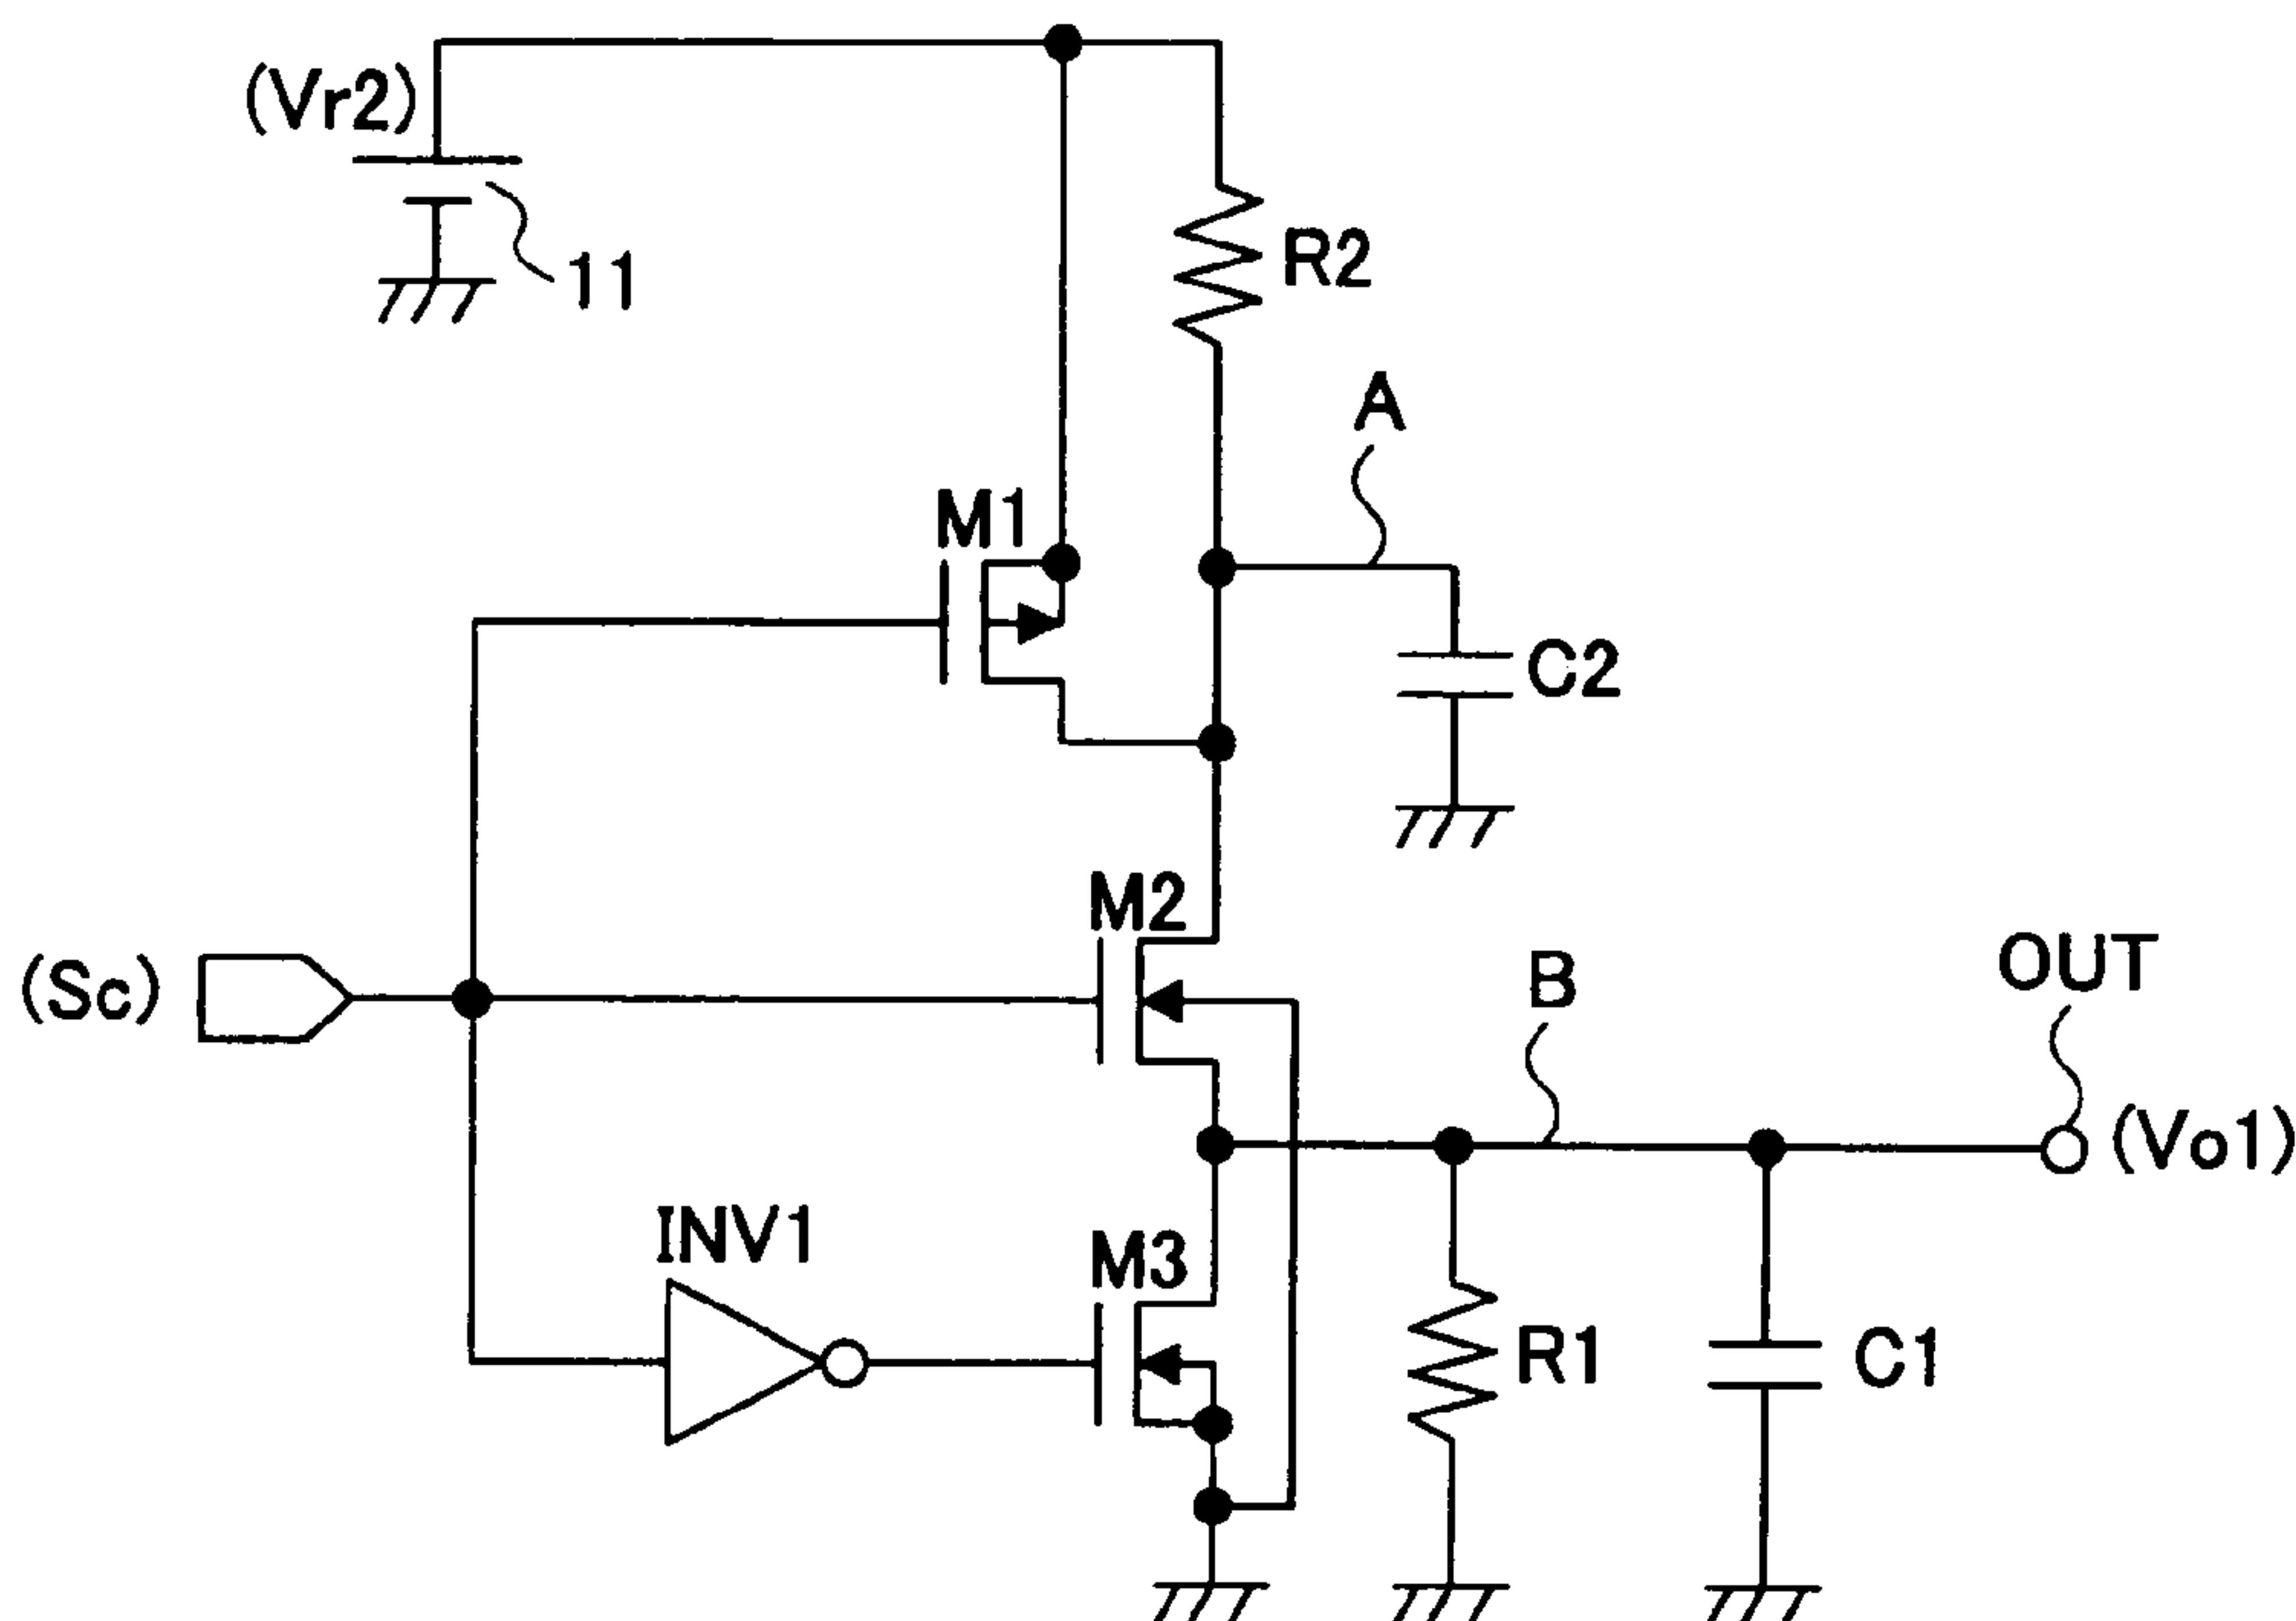 (Vr2)
11
R2
A
M1
C2
M2
(Sc)
B
OUT
(Vo1)
INV1
M3
R1
C1